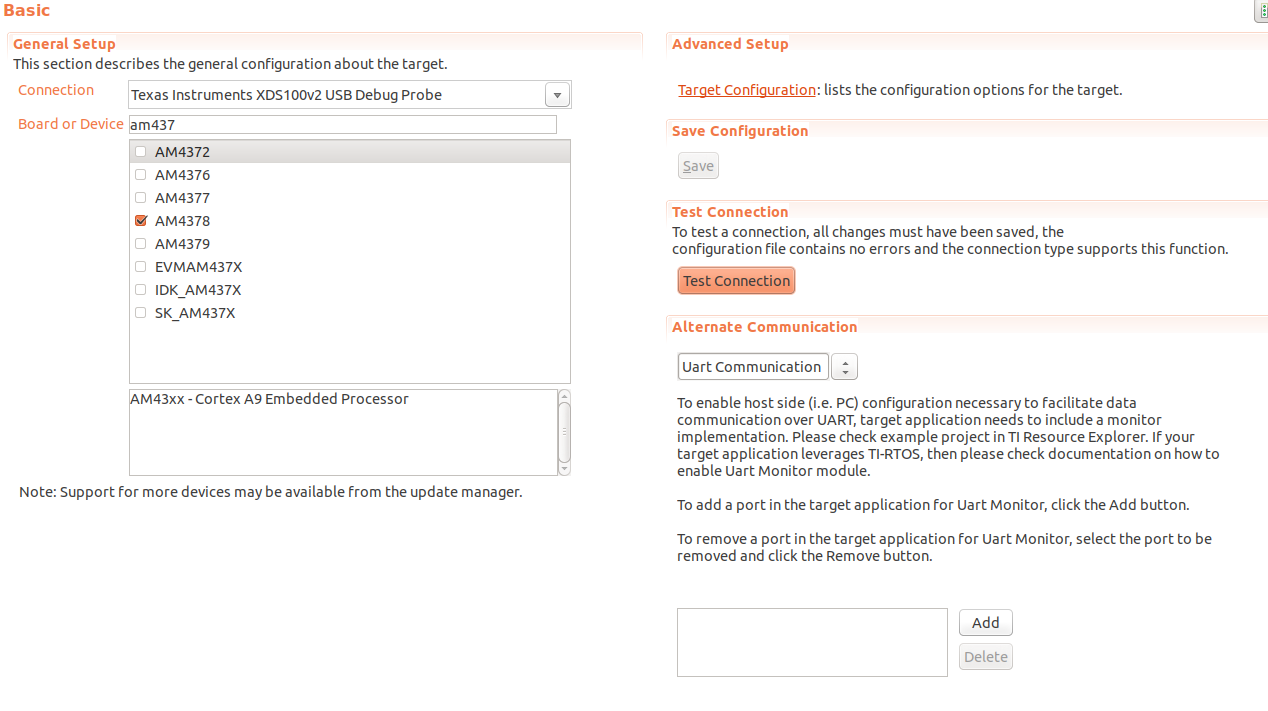 Basic
General Setup
This section describes the general configuration about the target.
Connection
Texas Instruments XDS100v2 USB Debug Probe
Board or Device
am437
AM4372
AM4376
AM4377
AM4378
AM4379
EVMAM437X
IDK_AM437X
SK_AM437X
AM43xx - Cortex A9 Embedded Processor
Note: Support for more devices may be available from the update manager.
Advanced Setup
Target Configuration: lists the configuration options for the target.
Save Configuration
Save
Test Connection
To test a connection, all changes must have been saved, the
configuration file contains no errors and the connection type supports this function.
Test Connection
Alternate Communication
Uart Communication
To enable host side (i.e. PC) configuration necessary to facilitate data
communication over UART, target application needs to include a monitor
implementation. Please check example project in TI Resource Explorer. If your
target application leverages TI-RTOS, then please check documentation on how to
enable Uart Monitor module.
To add a port in the target application for Uart Monitor, click the Add button.
To remove a port in the target application for Uart Monitor, select the port to be
removed and click the Remove button.
Add
Delete